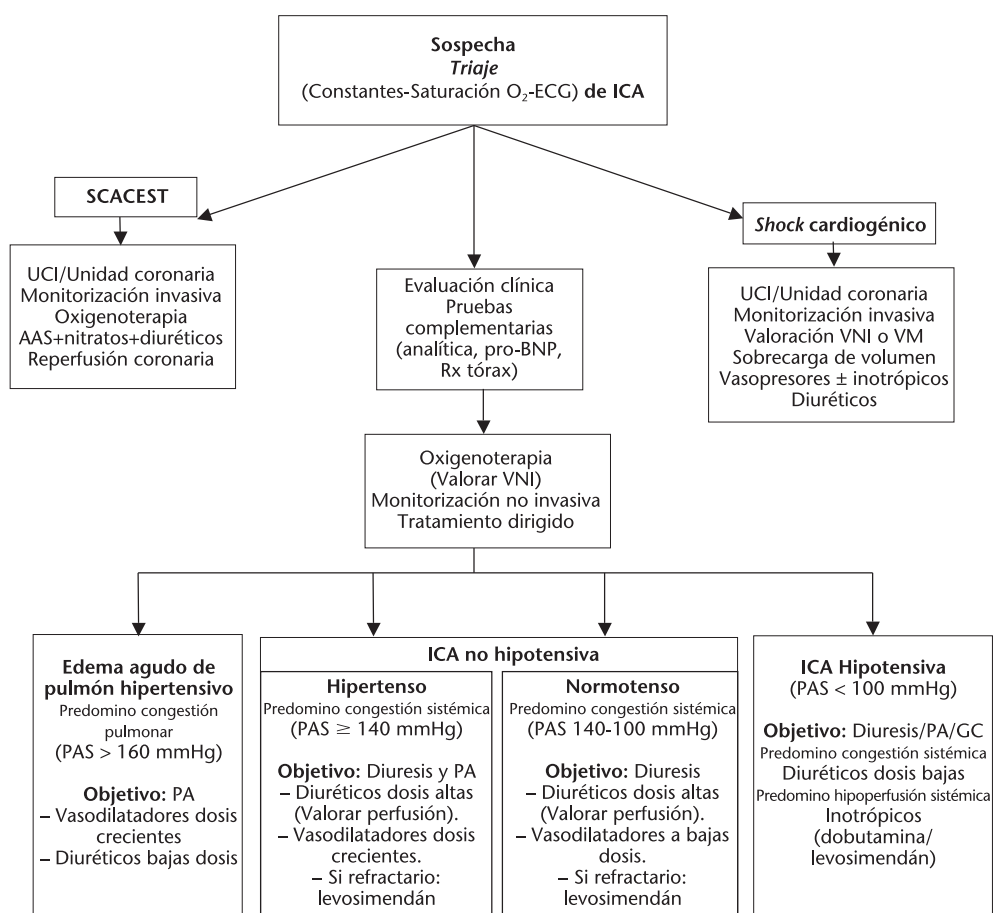 Sospecha
Triaje
(Constantes-Saturación O₂-ECG) de ICA
SCACEST
UCI/Unidad coronaria
Monitorización invasiva
Oxigenoterapia
AAS+nitratos+diuréticos
Reperfusión coronaria
Evaluación clínica
Pruebas
complementarias
(analítica, pro-BNP,
Rx tórax)
Shock cardiogénico
UCI/Unidad coronaria
Monitorización invasiva
Valoración VNI o VM
Sobrecarga de volumen
Vasopresores ± inotrópicos
Diuréticos
Oxigenoterapia
(Valorar VNI)
Monitorización no invasiva
Tratamiento dirigido
Edema agudo de
pulmón hipertensivo
Predomino congestión
pulmonar
(PAS > 160 mmHg)
Objetivo: PA
– Vasodilatadores dosis
crecientes
– Diuréticos bajas dosis
ICA no hipotensiva
Hipertenso
Predomino congestión sistémica
(PAS ≥ 140 mmHg)
Objetivo: Diuresis y PA
– Diuréticos dosis altas
(Valorar perfusión).
– Vasodilatadores dosis
crecientes.
– Si refractario:
levosimendán
Normotenso
Predomino congestión sistémica
(PAS 140-100 mmHg)
Objetivo: Diuresis
– Diuréticos dosis altas
(Valorar perfusión).
– Vasodilatadores a bajas
dosis.
– Si refractario:
levosimendán
ICA Hipotensiva
(PAS < 100 mmHg)
Objetivo: Diuresis/PA/GC
Predomino congestión sistémica
Diuréticos dosis bajas
Predomino hipoperfusión sistémica
Inotrópicos
(dobutamina/
levosimendán)